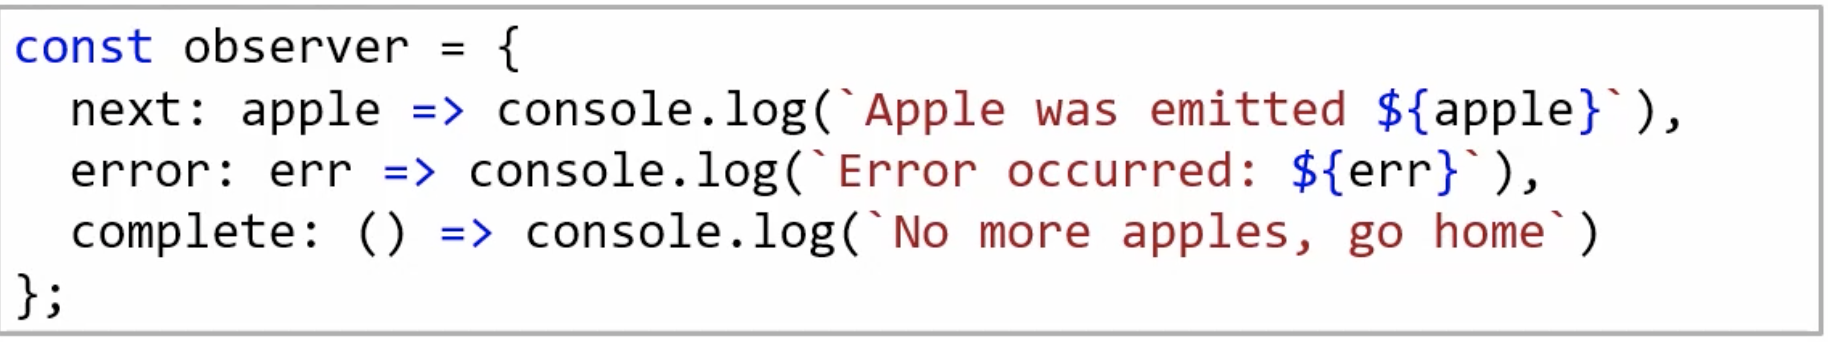 const observer = {
  next: apple => console.log(`Apple was emitted ${apple}`),
  error: err => console.log(`Error occurred: ${err}`),
  complete: () => console.log(`No more apples, go home`)
};